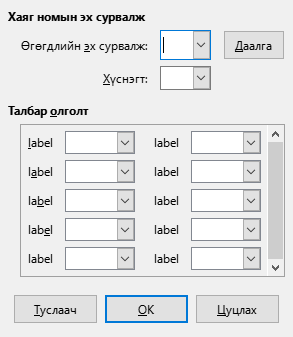 Хаяг номын эх сурвалж
Өгөгдлийн эх сурвалж: Даалга
Хүснэгт:
Талбар олголт
label label
label label
label label
label label
label label
Туслаач OK Цуцлах